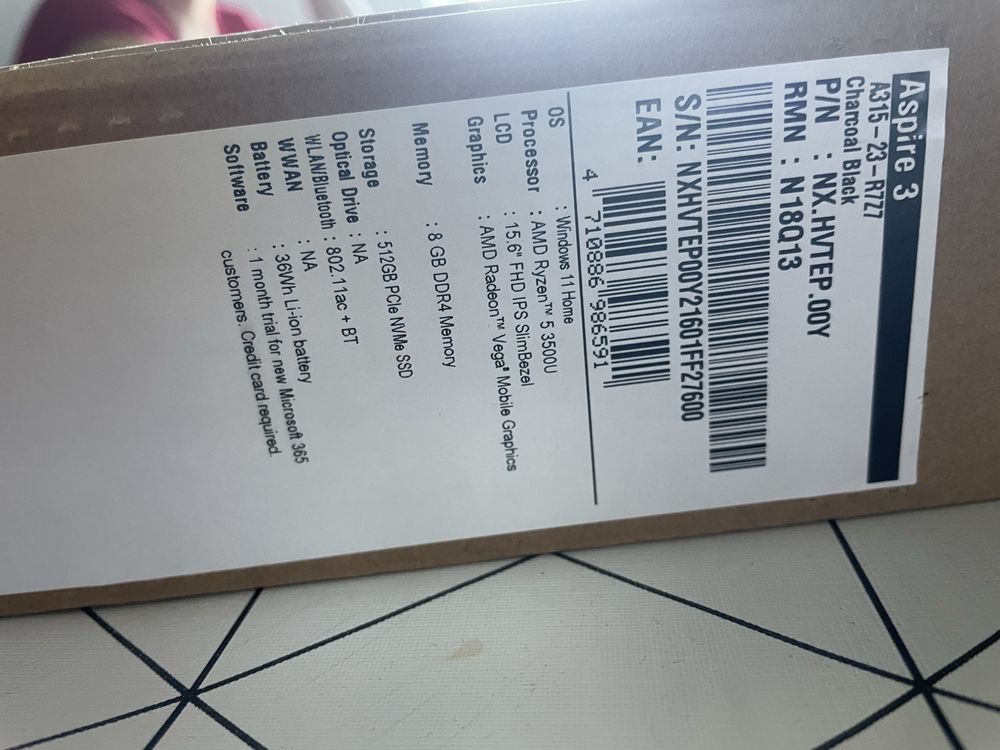 Aspire 3
A315-23-R7Z7
Charcoal Black
P/N : NX.HVTEP.00Y
RMN : N18Q13
S/N: NXHVTEP00Y21601FF27600
EAN:
4 710886 986591
OS : Windows 11 Home
Processor : AMD Ryzen™ 5 3500U
LCD : 15.6" FHD IPS SlimBezel
Graphics : AMD Radeon™ Vega⁸ Mobile Graphics
Memory : 8 GB DDR4 Memory
Storage : 512GB PCIe NVMe SSD
Optical Drive : NA
WLAN/Bluetooth : 802.11ac + BT
WWAN : NA
Battery : 36Wh Li-ion battery
Software : 1 month trial for new Microsoft 365
customers. Credit card required.